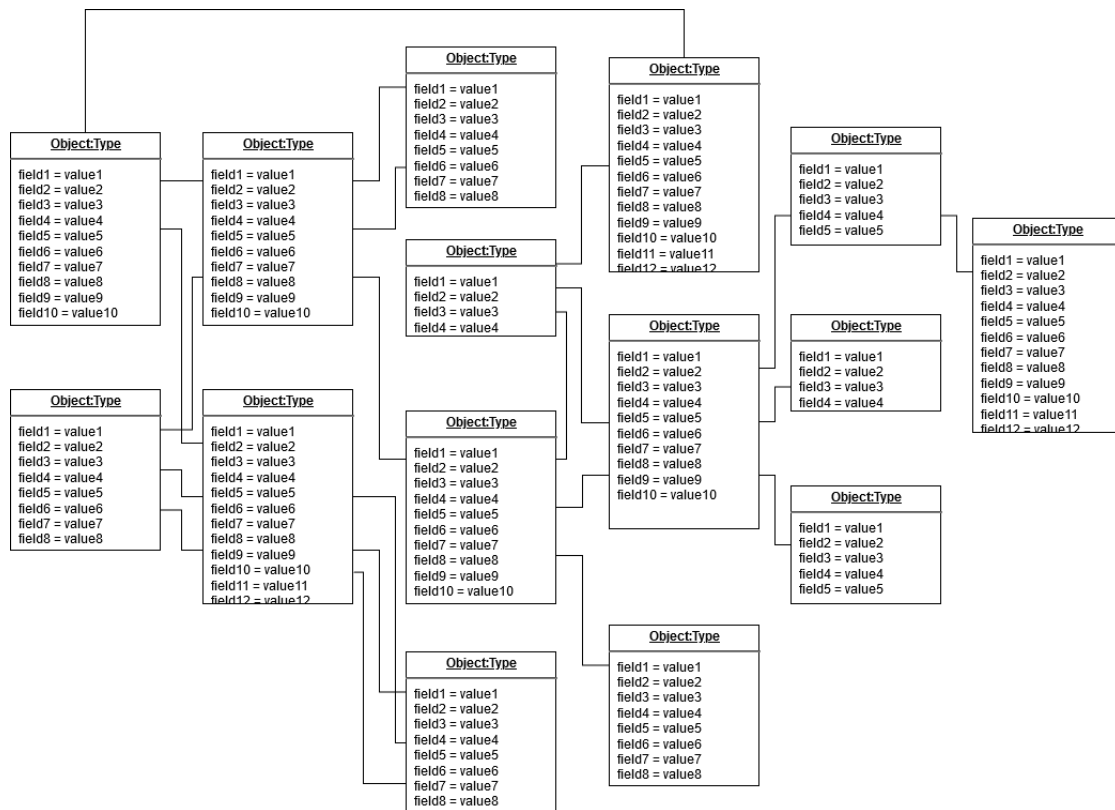 Object:Type
field1 = value1
field2 = value2
field3 = value3
field4 = value4
field5 = value5
field6 = value6
field7 = value7
field8 = value8
field9 = value9
field10 = value10
Object:Type
field1 = value1
field2 = value2
field3 = value3
field4 = value4
field5 = value5
field6 = value6
field7 = value7
field8 = value8
Object:Type
field1 = value1
field2 = value2
field3 = value3
field4 = value4
field5 = value5
field6 = value6
field7 = value7
field8 = value8
field9 = value9
field10 = value10
Object:Type
field1 = value1
field2 = value2
field3 = value3
field4 = value4
field5 = value5
field6 = value6
field7 = value7
field8 = value8
field9 = value9
field10 = value10
field11 = value11
field12 = value12
Object:Type
field1 = value1
field2 = value2
field3 = value3
field4 = value4
field5 = value5
field6 = value6
field7 = value7
field8 = value8
Object:Type
field1 = value1
field2 = value2
field3 = value3
field4 = value4
Object:Type
field1 = value1
field2 = value2
field3 = value3
field4 = value4
field5 = value5
field6 = value6
field7 = value7
field8 = value8
field9 = value9
field10 = value10
Object:Type
field1 = value1
field2 = value2
field3 = value3
field4 = value4
field5 = value5
field6 = value6
field7 = value7
field8 = value8
Object:Type
field1 = value1
field2 = value2
field3 = value3
field4 = value4
field5 = value5
field6 = value6
field7 = value7
field8 = value8
field9 = value9
field10 = value10
field11 = value11
field12 = value12
Object:Type
field1 = value1
field2 = value2
field3 = value3
field4 = value4
field5 = value5
field6 = value6
field7 = value7
field8 = value8
field9 = value9
field10 = value10
Object:Type
field1 = value1
field2 = value2
field3 = value3
field4 = value4
field5 = value5
field6 = value6
field7 = value7
field8 = value8
Object:Type
field1 = value1
field2 = value2
field3 = value3
field4 = value4
field5 = value5
Object:Type
field1 = value1
field2 = value2
field3 = value3
field4 = value4
Object:Type
field1 = value1
field2 = value2
field3 = value3
field4 = value4
field5 = value5
Object:Type
field1 = value1
field2 = value2
field3 = value3
field4 = value4
field5 = value5
field6 = value6
field7 = value7
field8 = value8
field9 = value9
field10 = value10
field11 = value11
field12 = value12